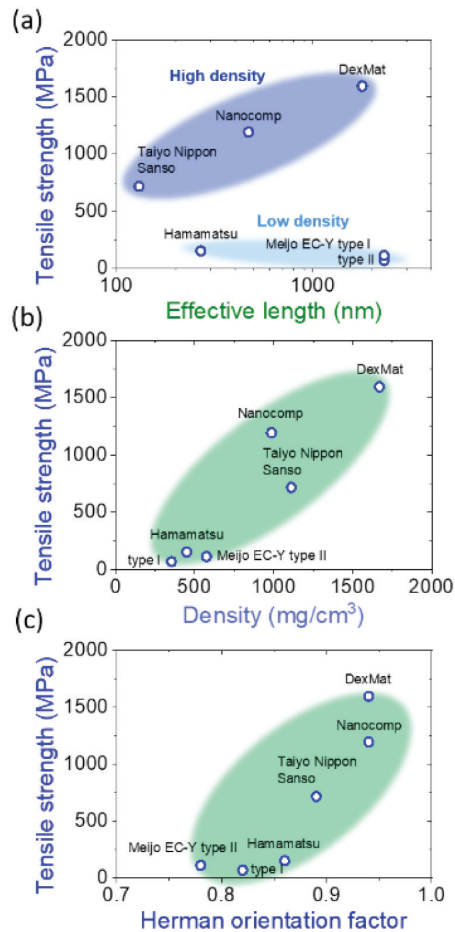 (a)
Tensile strength (MPa)
2000
1500
1000
500
0
High density
DexMat
Nanocomp
Taiyo Nippon
Sanso
Low density
Hamamatsu
Meijo EC-Y type I
type II
100
1000
Effective length (nm)
(b)
Tensile strength (MPa)
2000
1500
1000
500
0
DexMat
Nanocomp
Taiyo Nippon
Sanso
Hamamatsu
type I
Meijo EC-Y type II
0
500
1000
1500
2000
Density (mg/cm³)
(c)
Tensile strength (MPa)
2000
1500
1000
500
0
DexMat
Nanocomp
Taiyo Nippon
Sanso
Meijo EC-Y type II
Hamamatsu
type I
0.7
0.8
0.9
1.0
Herman orientation factor